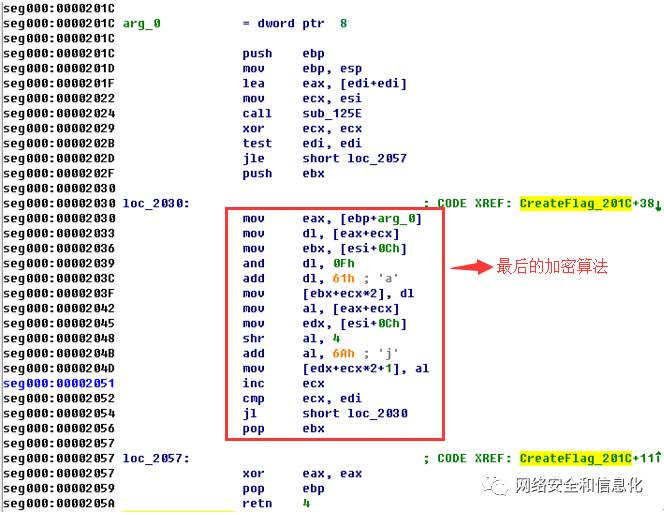 seg000:0000201C
seg000:0000201C arg_0 = dword ptr 8
seg000:0000201C
seg000:0000201C push ebp
seg000:0000201D mov ebp, esp
seg000:0000201F lea eax, [edi+edi]
seg000:00002022 mov ecx, esi
seg000:00002024 call sub_125E
seg000:00002029 xor ecx, ecx
seg000:0000202B test edi, edi
seg000:0000202D jle short loc_2057
seg000:0000202F push ebx
seg000:00002030
seg000:00002030 loc_2030: ; CODE XREF: CreateFlag_201C+38↓
seg000:00002030 mov eax, [ebp+arg_0]
seg000:00002033 mov dl, [eax+ecx]
seg000:00002036 mov ebx, [esi+0Ch]
seg000:00002039 and dl, 0Fh
seg000:0000203C add dl, 61h ; 'a'
seg000:0000203F mov [ebx+ecx*2], dl
seg000:00002042 mov al, [eax+ecx]
seg000:00002045 mov edx, [esi+0Ch]
seg000:00002048 shr al, 4
seg000:0000204B add al, 6Ah ; 'j'
seg000:0000204D mov [edx+ecx*2+1], al
seg000:00002051 inc ecx
seg000:00002052 cmp ecx, edi
seg000:00002054 jl short loc_2030
seg000:00002056 pop ebx
seg000:00002057
seg000:00002057 loc_2057: ; CODE XREF: CreateFlag_201C+11↑
seg000:00002057 xor eax, eax
seg000:00002059 pop ebp
seg000:0000205A retn 4
最后的加密算法
网络安全和信息化